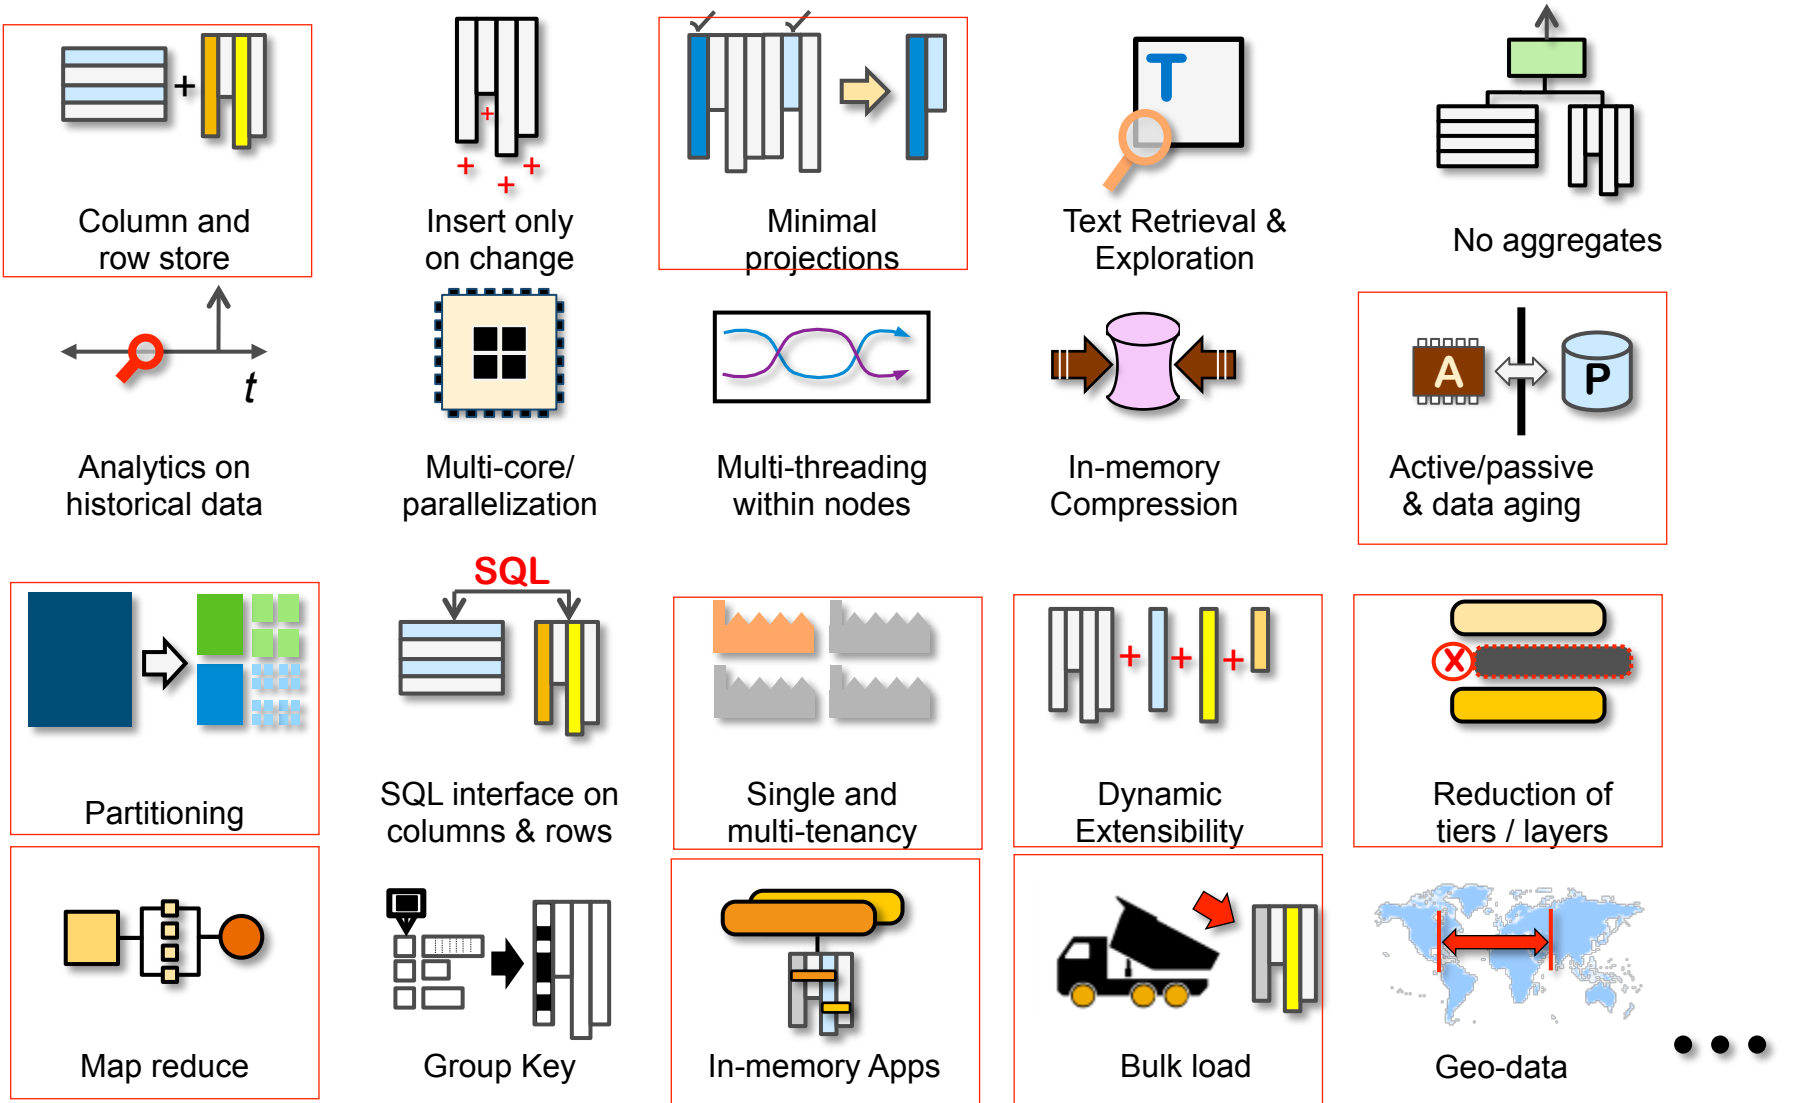 T
Column and
row store
Insert only
on change
Minimal
projections
Text Retrieval &
Exploration
No aggregates
t
A
P
Analytics on
historical data
Multi-core/
parallelization
Multi-threading
within nodes
In-memory
Compression
Active/passive
& data aging
SQL
X
Partitioning
SQL interface on
columns & rows
Single and
multi-tenancy
Dynamic
Extensibility
Reduction of
tiers / layers
Map reduce
Group Key
In-memory Apps
Bulk load
Geo-data